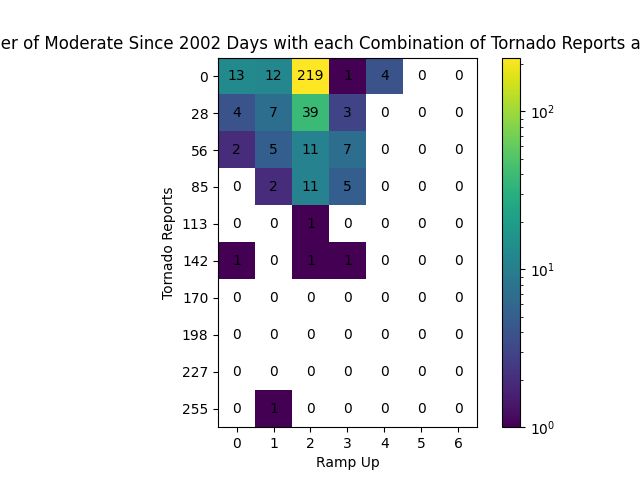 er of Moderate Since 2002 Days with each Combination of Tornado Reports a
0 13 12 219 1 4 0 0
28 4 7 39 3 0 0 0
56 2 5 11 7 0 0 0
85 0 2 11 5 0 0 0
113 0 0 1 0 0 0 0
142 1 0 1 1 0 0 0
170 0 0 0 0 0 0 0
198 0 0 0 0 0 0 0
227 0 0 0 0 0 0 0
255 0 1 0 0 0 0 0
0 1 2 3 4 5 6
Ramp Up
Tornado Reports
10²
10¹
10⁰